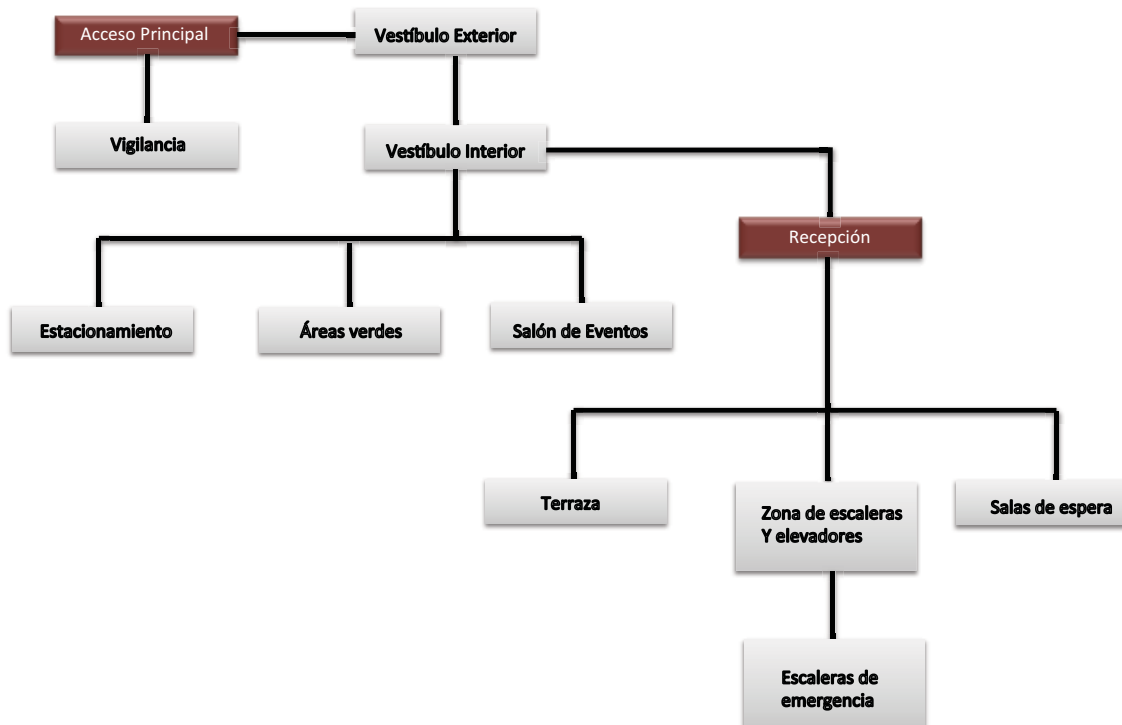 Acceso Principal
Vestíbulo Exterior
Vigilancia
Vestíbulo Interior
Recepción
Estacionamiento
Áreas verdes
Salón de Eventos
Terraza
Zona de escaleras
Y elevadores
Salas de espera
Escaleras de
emergencia